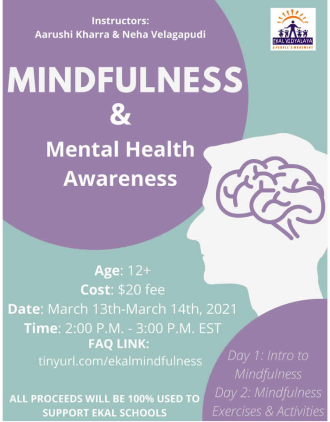 Instructors:
Aarushi Kharra & Neha Velagapudi
EKAL VIDYALAYA
MINDFULNESS
&
Mental Health
Awareness
Age: 12+
Cost: $20 fee
Date: March 13th-March 14th, 2021
Time: 2:00 P.M. - 3:00 P.M. EST
FAQ LINK:
tinyurl.com/ekalmindfulness
Day 1: Intro to
Mindfulness
Day 2: Mindfulness
Exercises & Activities
ALL PROCEEDS WILL BE 100% USED TO
SUPPORT EKAL SCHOOLS